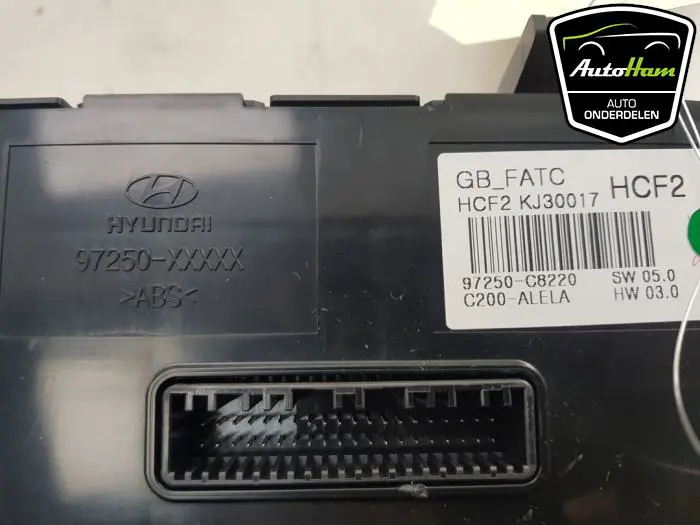 AutoHam
AUTO
ONDERDELEN
HYUNDAI
97250-XXXXX
>ABS<
GB_FATC
HCF2 KJ30017
HCF2
97250-C8220
SW 05.0
C200-ALELA
HW 03.0